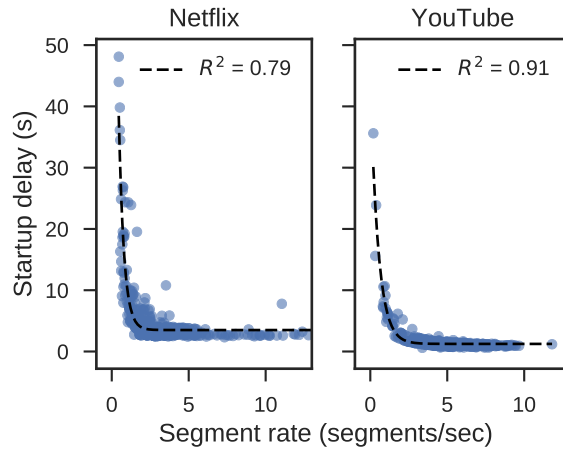 Netflix
YouTube
R² = 0.79
R² = 0.91
Startup delay (s)
50
40
30
20
10
0
0 5 10
0 5 10
Segment rate (segments/sec)